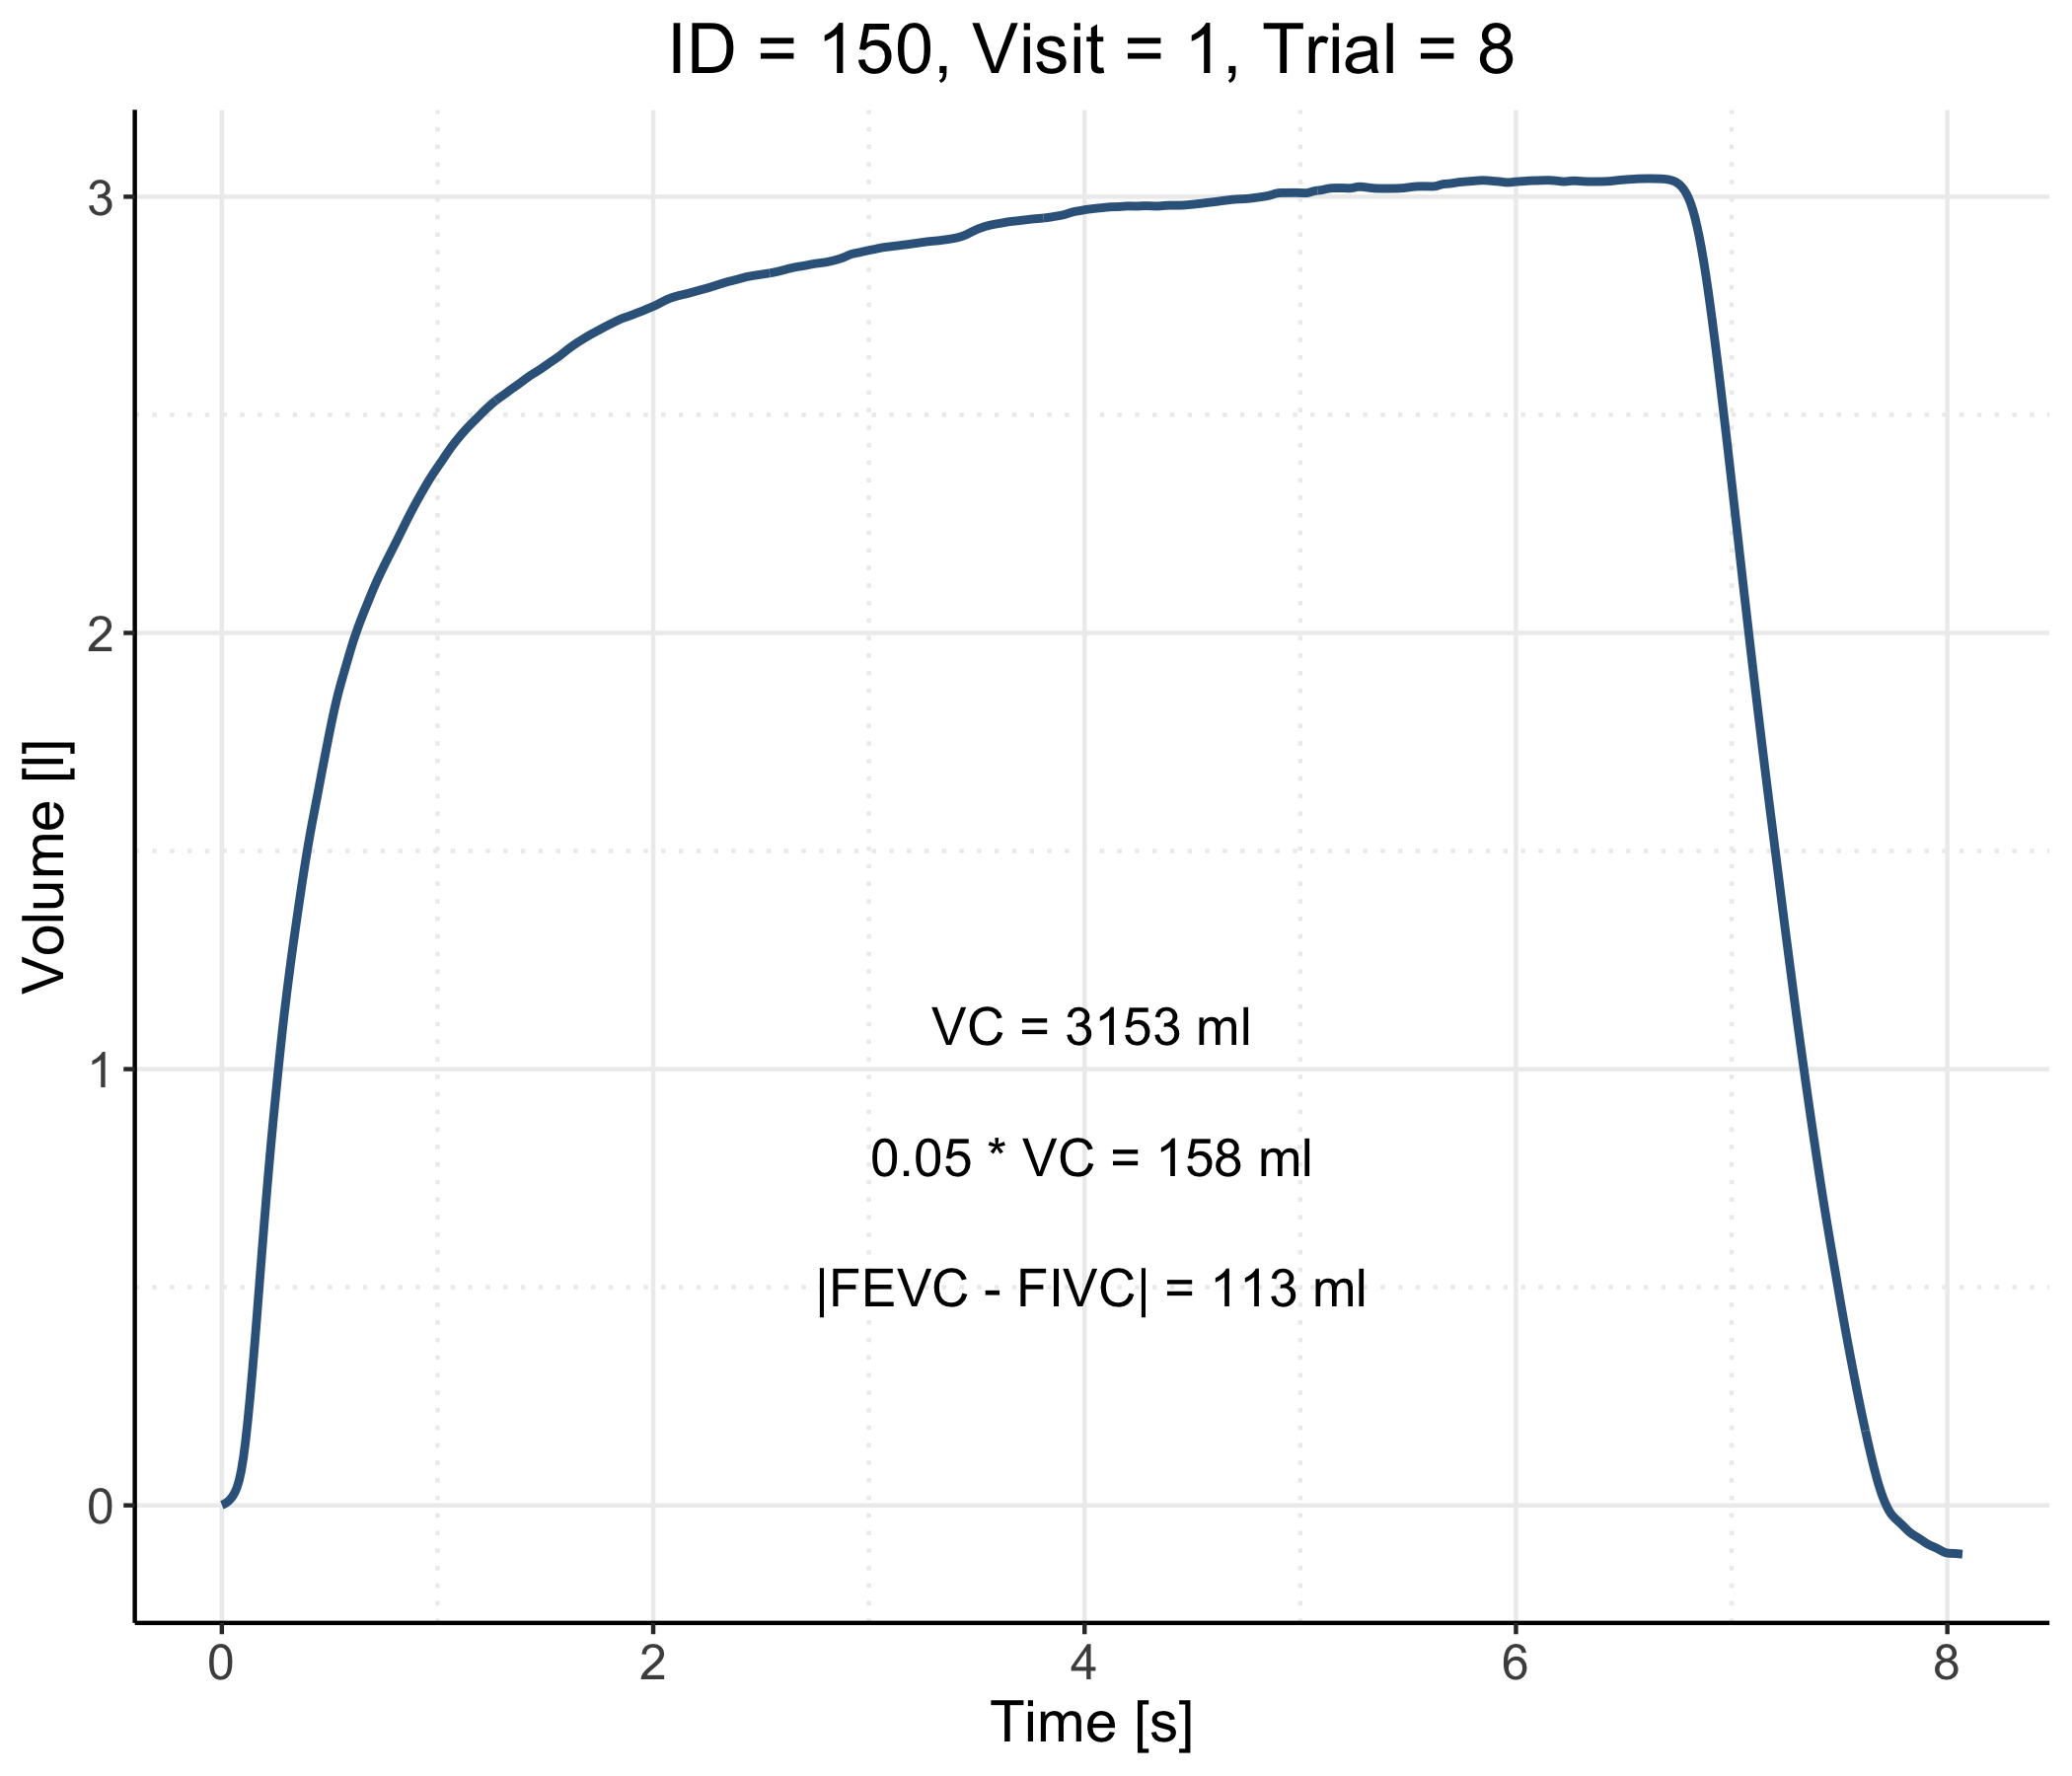 ID = 150, Visit = 1, Trial = 8
3
2
1
0
Volume [l]
VC = 3153 ml
0.05 * VC = 158 ml
|FEVC - FIVC| = 113 ml
0 2 4 6 8
Time [s]